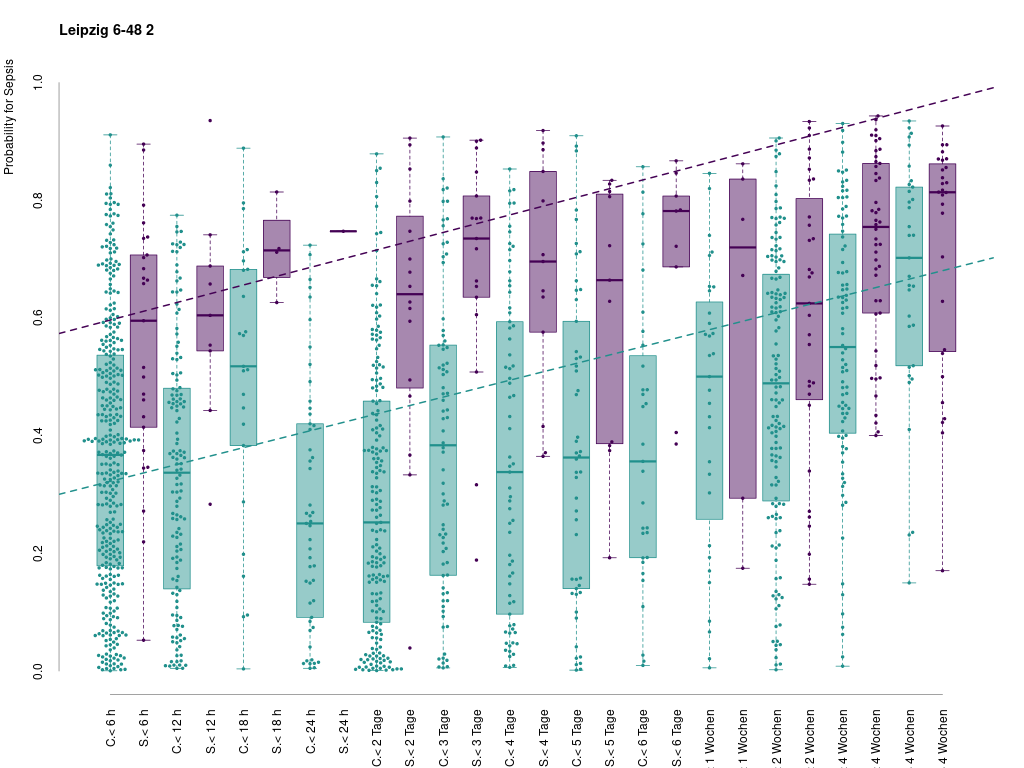 Leipzig 6-48 2
Probability for Sepsis
1.0
0.8
0.6
0.4
0.2
0.0
C.< 6 h
S.< 6 h
C.< 12 h
S.< 12 h
C.< 18 h
S.< 18 h
C.< 24 h
S.< 24 h
C.< 2 Tage
S.< 2 Tage
C.< 3 Tage
S.< 3 Tage
C.< 4 Tage
S.< 4 Tage
C.< 5 Tage
S.< 5 Tage
C.< 6 Tage
S.< 6 Tage
1 Wochen
1 Wochen
2 Wochen
2 Wochen
4 Wochen
4 Wochen
4 Wochen
4 Wochen